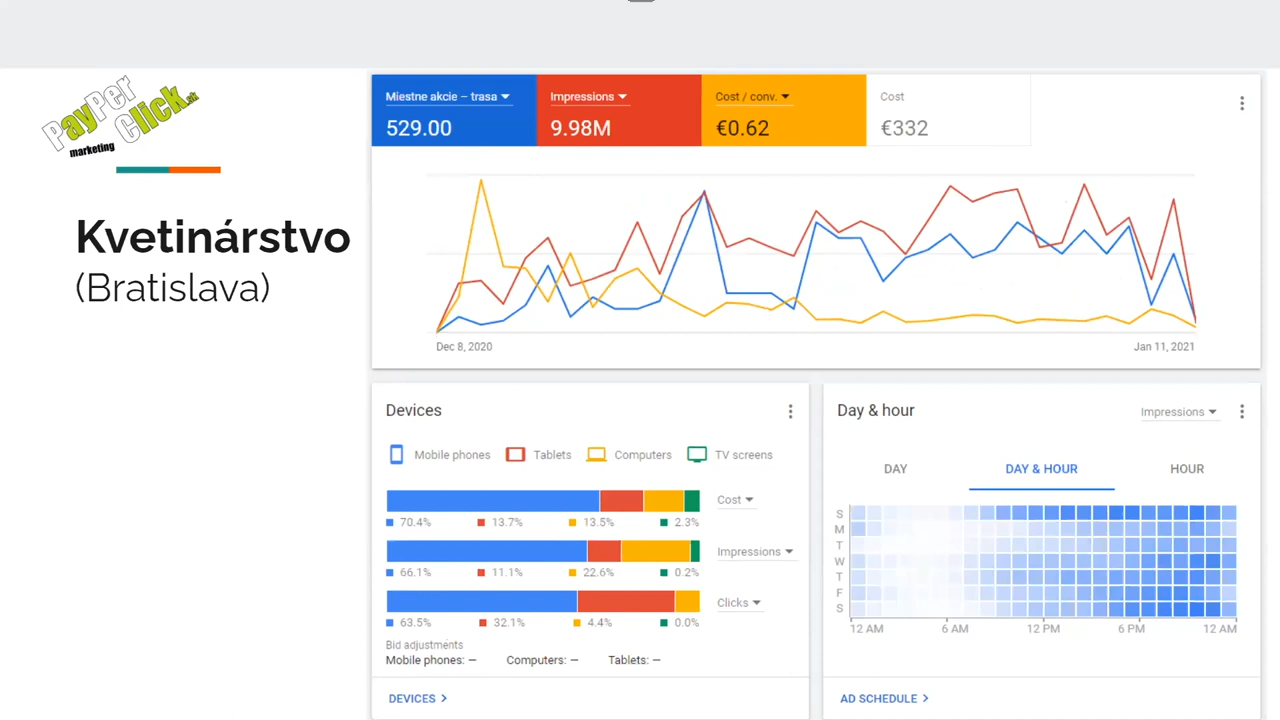 PayPer
Click.sk
marketing
Kvetinárstvo
(Bratislava)
Miestne akcie – trasa
529.00
Impressions
9.98M
Cost / conv.
€0.62
Cost
€332
Dec 8, 2020
Jan 11, 2021
Devices
Mobile phones
Tablets
Computers
TV screens
Cost
70.4%
13.7%
13.5%
2.3%
Impressions
66.1%
11.1%
22.6%
0.2%
Clicks
63.5%
32.1%
4.4%
0.0%
Bid adjustments
Mobile phones: –
Computers: –
Tablets: –
DEVICES
Day & hour
Impressions
DAY
DAY & HOUR
HOUR
S
M
T
W
T
F
S
12 AM
6 AM
12 PM
6 PM
12 AM
AD SCHEDULE